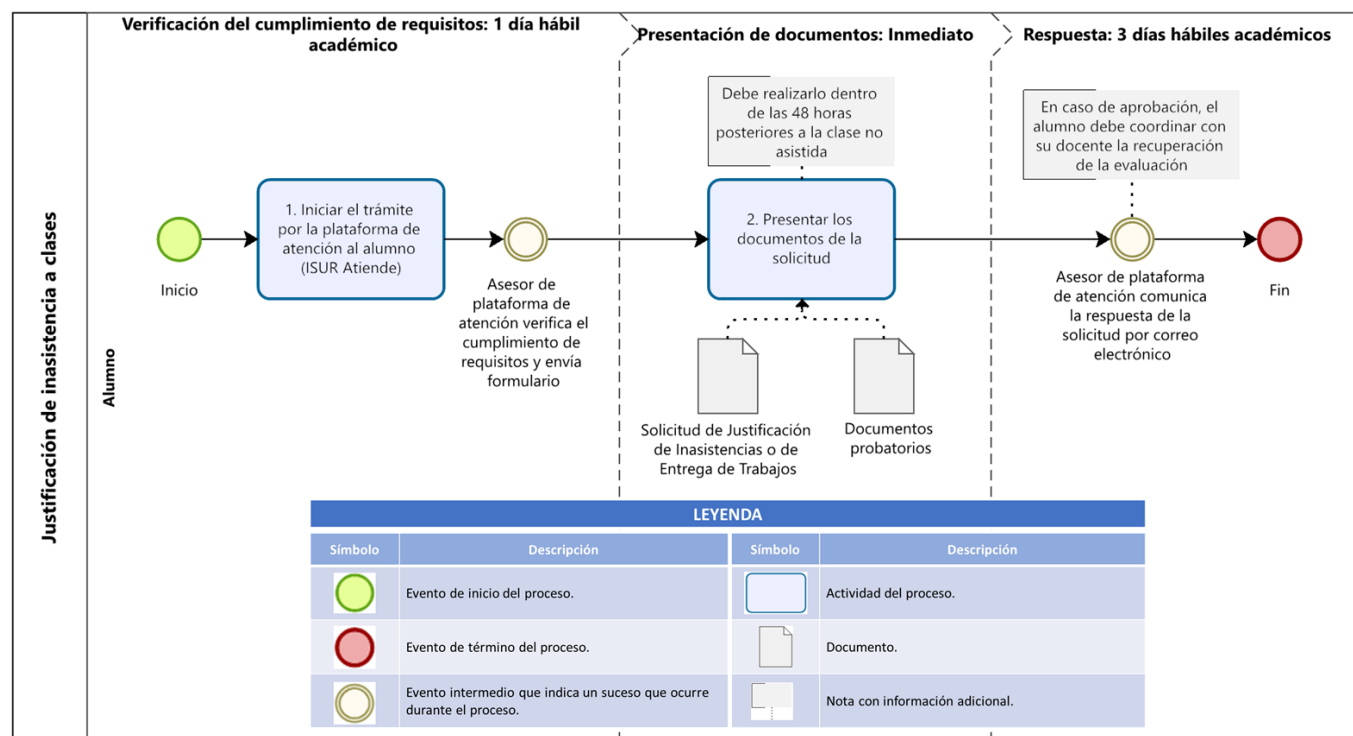 Justificación de inasistencia a clases
Alumno
Verificación del cumplimiento de requisitos: 1 día hábil
académico
Presentación de documentos: Inmediato
Respuesta: 3 días hábiles académicos
Inicio
1. Iniciar el trámite
por la plataforma de
atención al alumno
(ISUR Atiende)
Asesor de
plataforma de
atención verifica el
cumplimiento de
requisitos y envía
formulario
Debe realizarlo dentro
de las 48 horas
posteriores a la clase no
asistida
2. Presentar los
documentos de la
solicitud
Solicitud de Justificación
de Inasistencias o de
Entrega de Trabajos
Documentos
probatorios
En caso de aprobación, el
alumno debe coordinar con
su docente la recuperación
de la evaluación
Asesor de plataforma
de atención comunica
la respuesta de la
solicitud por correo
electrónico
Fin
LEYENDA
Símbolo
Descripción
Símbolo
Descripción
Evento de inicio del proceso.
Actividad del proceso.
Evento de término del proceso.
Documento.
Evento intermedio que indica un suceso que ocurre
durante el proceso.
Nota con información adicional.